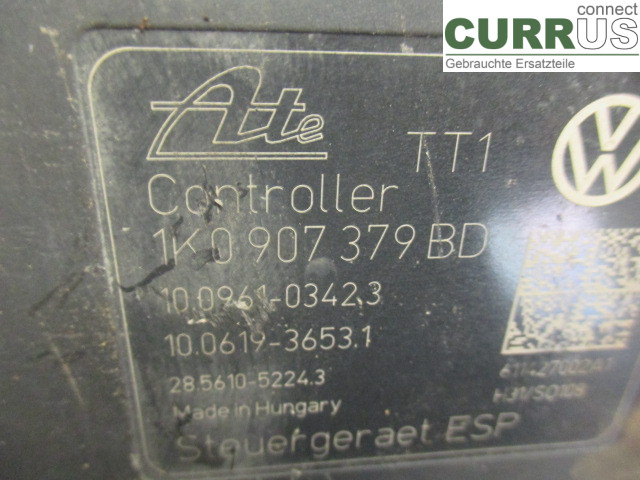 connect
CURRUS
Gebrauchte Ersatzteile
Ate
TT1
VW
Controller
1K0 907 379 BD
10.0961-0342.3
10.0619-3653.1
28.5610-5224.3
Made in Hungary
Steuergeraet ESP